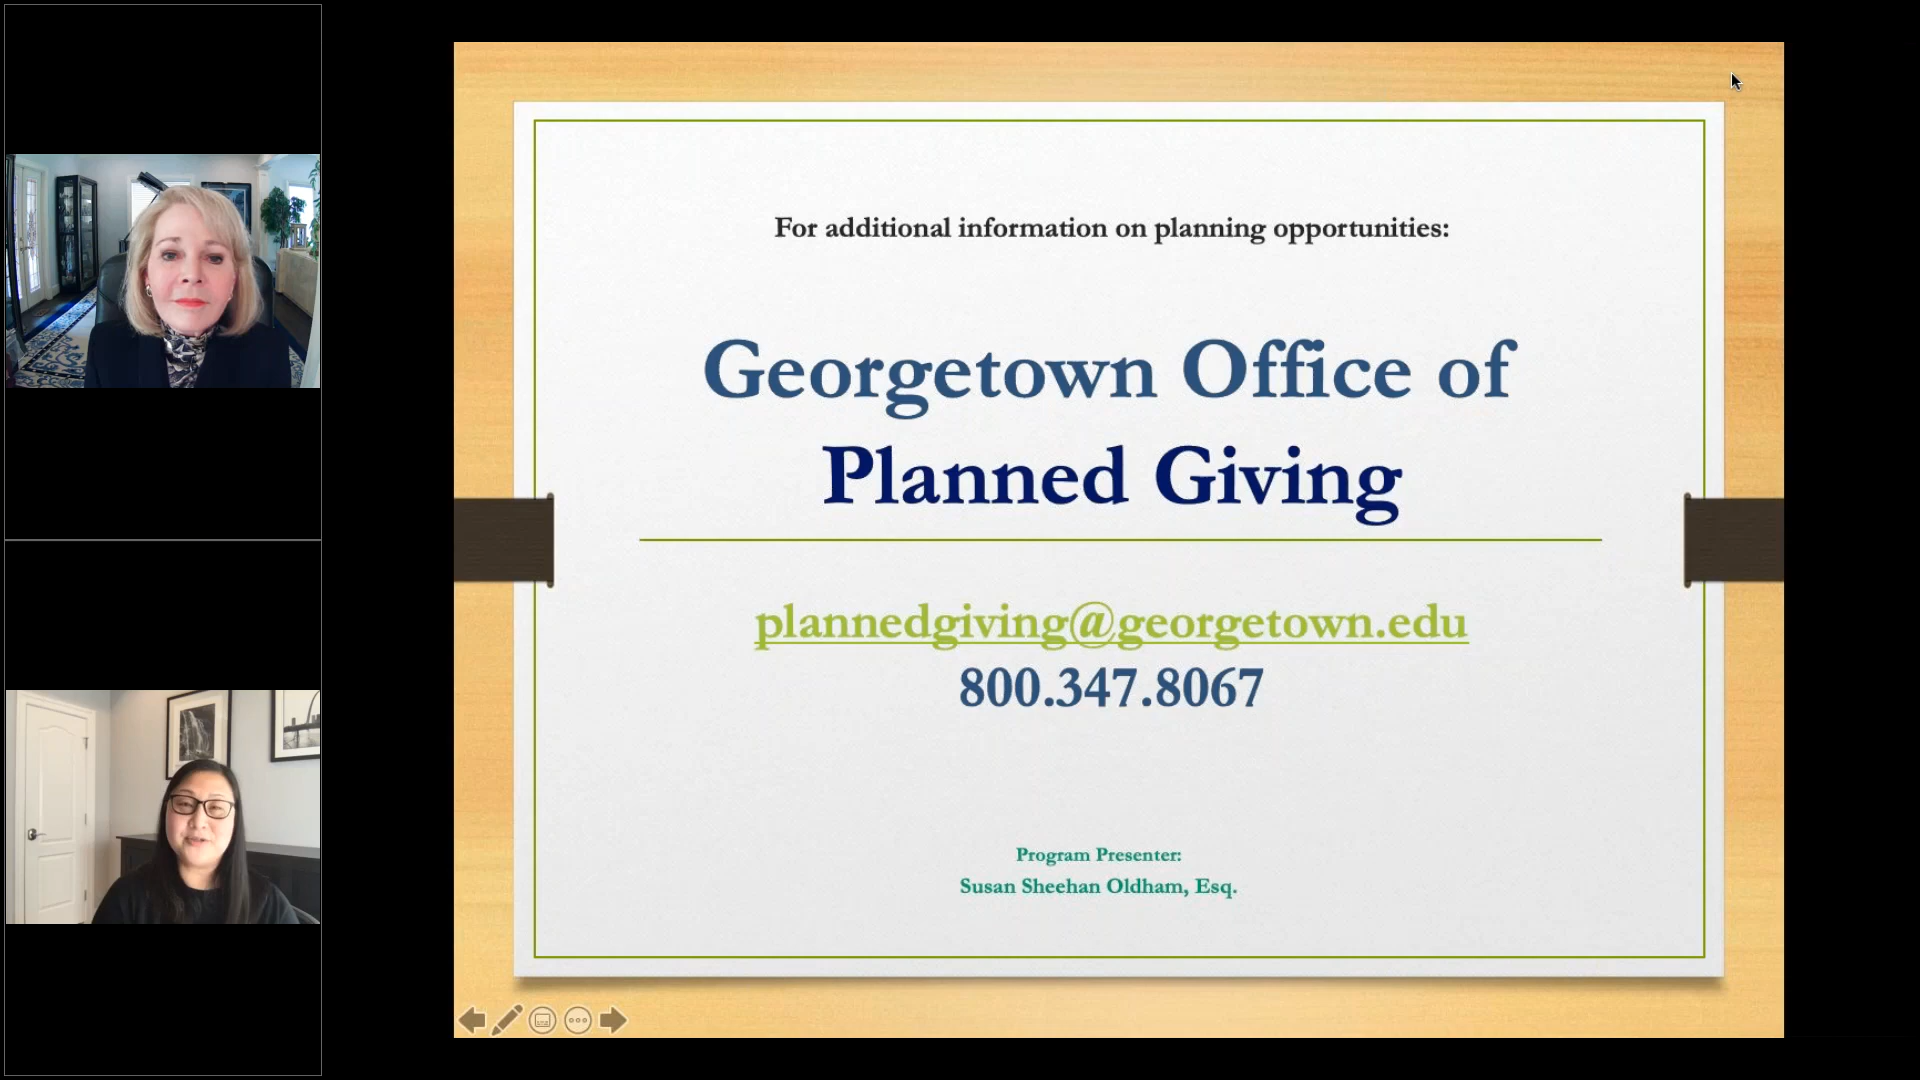 For additional information on planning opportunities:
Georgetown Office of
Planned Giving
plannedgiving@georgetown.edu
800.347.8067
Program Presenter:
Susan Sheehan Oldham, Esq.